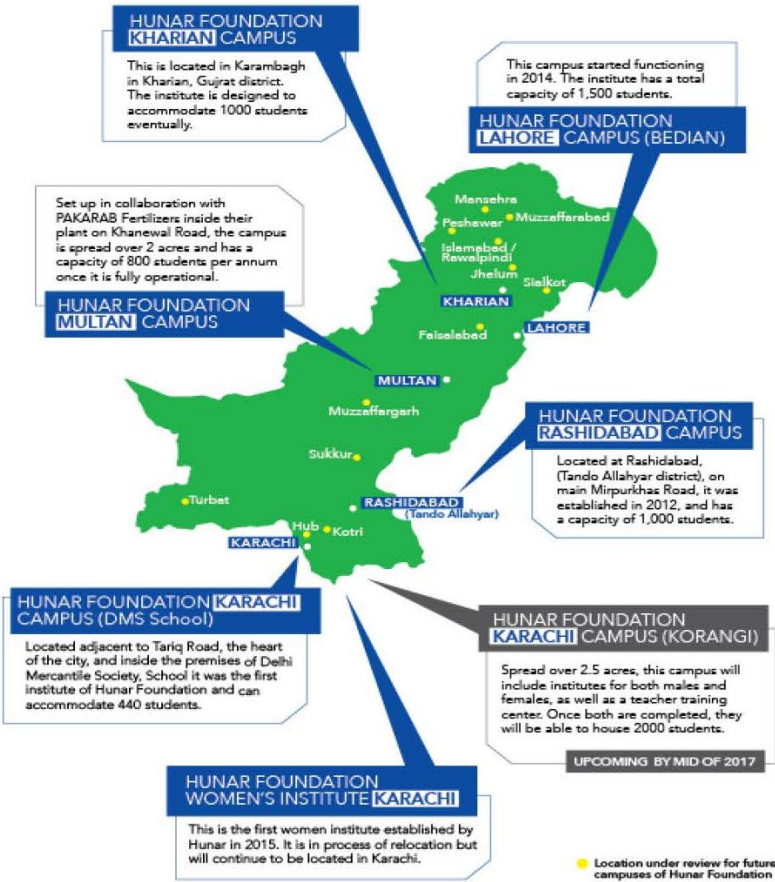 HUNAR FOUNDATION
KHARIAN CAMPUS
This is located in Karambagh
in Kharian, Gujrat district.
The institute is designed to
accommodate 1000 students
eventually.
This campus started functioning
in 2014. The institute has a total
capacity of 1,500 students.
HUNAR FOUNDATION
LAHORE CAMPUS (BEDIAN)
Set up in collaboration with
PAKARAB Fertilizers inside their
plant on Khanewal Road, the campus
is spread over 2 acres and has a
capacity of 800 students per annum
once it is fully operational.
HUNAR FOUNDATION
MULTAN CAMPUS
Mansehra
Peshawar
Muzzaffarabad
Islamabad /
Rawalpindi
Jhelum
Sialkot
KHARIAN
LAHORE
Faisalabad
MULTAN
Muzzaffargarh
Sukkur
Turbat
RASHIDABAD
(Tando Allahyar)
Hub
Kotri
KARACHI
HUNAR FOUNDATION
RASHIDABAD CAMPUS
Located at Rashidabad,
(Tando Allahyar district), on
main Mirpurkhas Road, it was
established in 2012, and has
a capacity of 1,000 students.
HUNAR FOUNDATION KARACHI
CAMPUS (DMS School)
Located adjacent to Tariq Road, the heart
of the city, and inside the premises of Delhi
Mercantile Society, School it was the first
institute of Hunar Foundation and can
accommodate 440 students.
HUNAR FOUNDATION
KARACHI CAMPUS (KORANGI)
Spread over 2.5 acres, this campus will
include institutes for both males and
females, as well as a teacher training
center. Once both are completed, they
will be able to house 2000 students.
UPCOMING BY MID OF 2017
HUNAR FOUNDATION
WOMEN'S INSTITUTE KARACHI
This is the first women institute established by
Hunar in 2015. It is in process of relocation but
will continue to be located in Karachi.
Location under review for future
campuses of Hunar Foundation